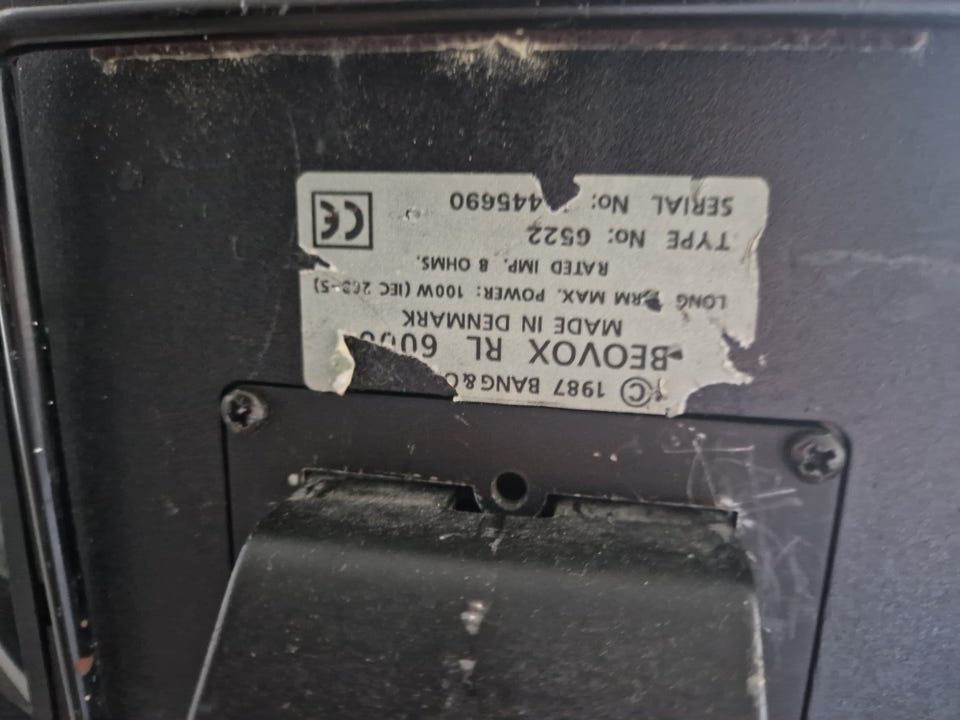 © 1987 BANG&O
BEOVOX RL 600
MADE IN DENMARK
LONG MAX. POWER: 100W (IEC
RATED IMP. 8 OHMS.
TYPE No: 6522
SERIAL No: 445690
CE